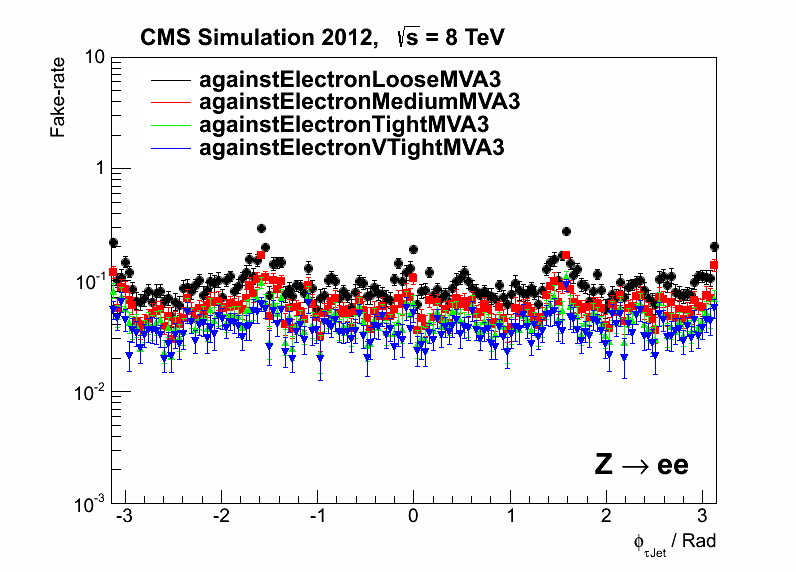 CMS Simulation 2012, √s = 8 TeV
Fake-rate
10
1
10⁻¹
10⁻²
10⁻³
againstElectronLooseMVA3
againstElectronMediumMVA3
againstElectronTightMVA3
againstElectronVTightMVA3
Z → ee
-3 -2 -1 0 1 2 3
ϕτJet / Rad